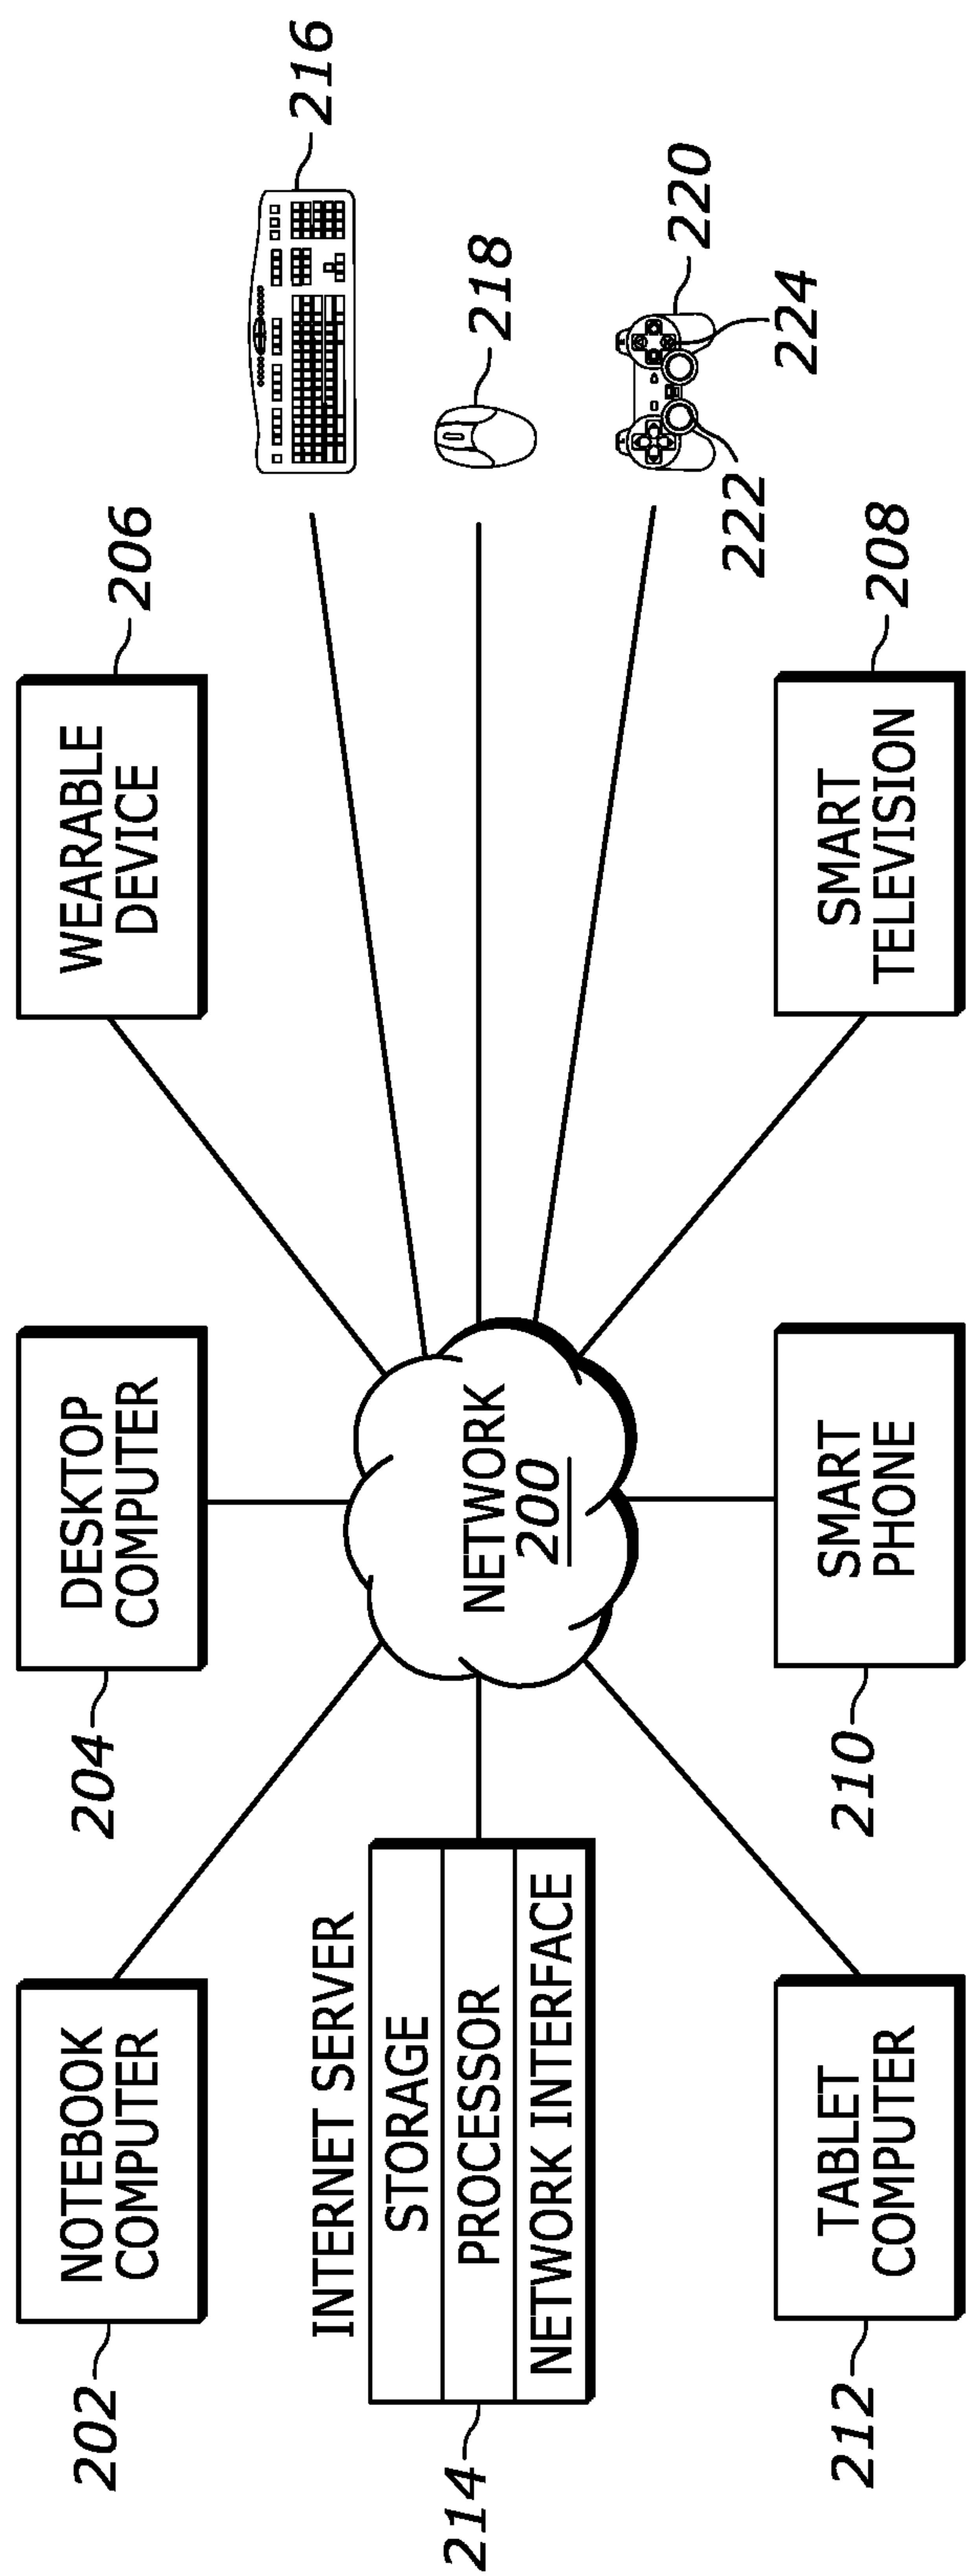 202
NOTEBOOK
COMPUTER
204
DESKTOP
COMPUTER
206
WEARABLE
DEVICE
216
INTERNET SERVER
214
STORAGE
PROCESSOR
NETWORK INTERFACE
NETWORK
200
218
220
222
224
212
TABLET
COMPUTER
210
SMART
PHONE
208
SMART
TELEVISION